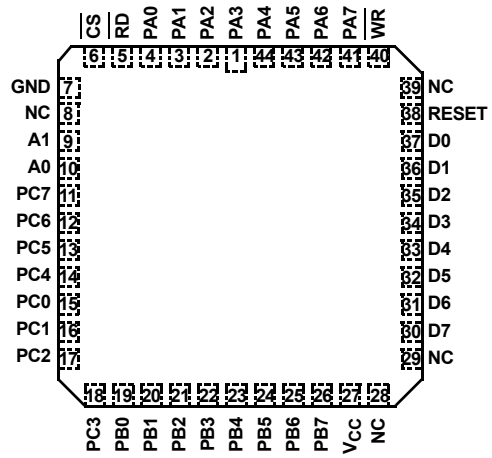 CS RD PA0 PA1 PA2 PA3 PA4 PA5 PA6 PA7 WR
6 5 4 3 2 1 44 43 42 41 40
GND 7 39 NC
NC 8 38 RESET
A1 9 37 D0
A0 10 36 D1
PC7 11 35 D2
PC6 12 34 D3
PC5 13 33 D4
PC4 14 32 D5
PC0 15 31 D6
PC1 16 30 D7
PC2 17 29 NC
18 19 20 21 22 23 24 25 26 27 28
PC3 PB0 PB1 PB2 PB3 PB4 PB5 PB6 PB7 VCC NC